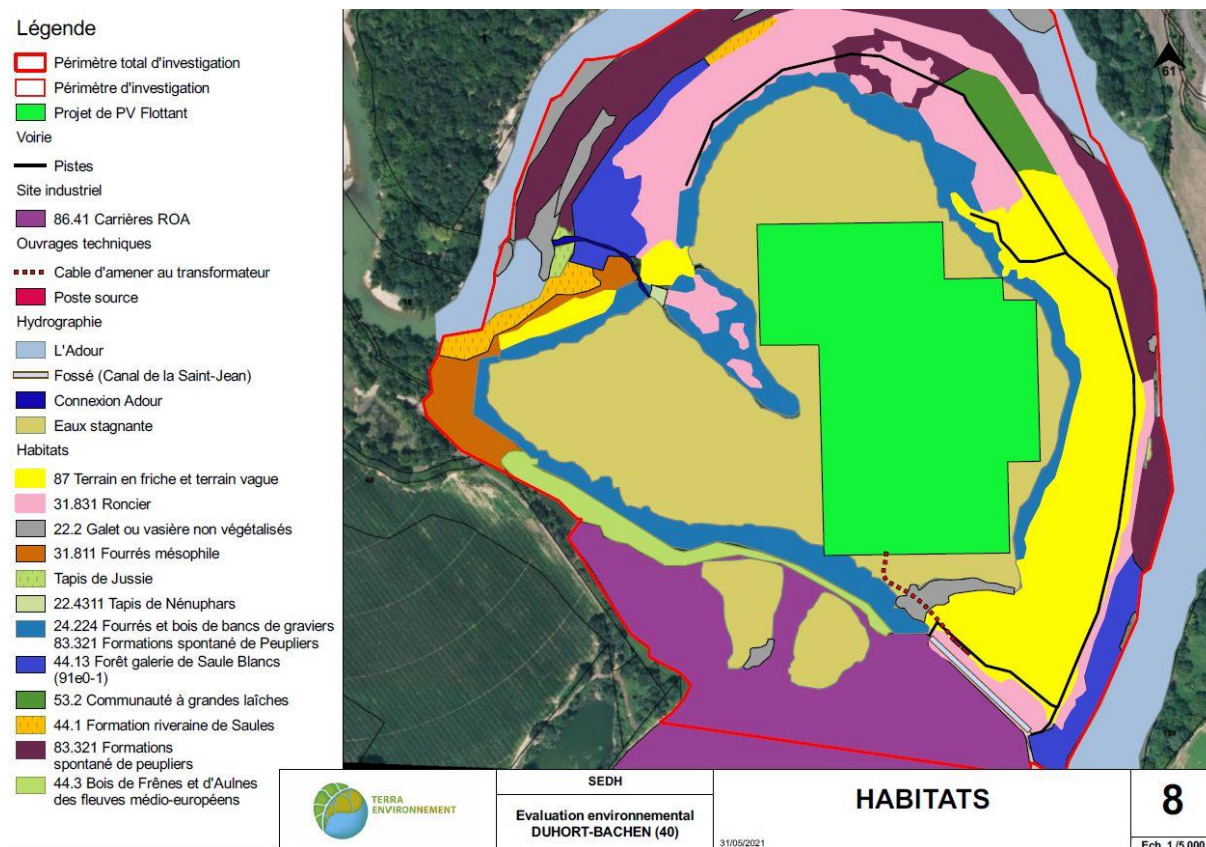 Légende
Périmètre total d'investigation
Périmètre d'investigation
Projet de PV Flottant
Voirie
Pistes
Site industriel
86.41 Carrières ROA
Ouvrages techniques
Cable d'amener au transformateur
Poste source
Hydrographie
L'Adour
Fossé (Canal de la Saint-Jean)
Connexion Adour
Eaux stagnante
Habitats
87 Terrain en friche et terrain vague
31.831 Roncier
22.2 Galet ou vasière non végétalisés
31.811 Fourrés mésophile
Tapis de Jussie
22.4311 Tapis de Nénuphars
24.224 Fourrés et bois de bancs de graviers
83.321 Formations spontané de Peupliers
44.13 Forêt galerie de Saule Blancs
(91e0-1)
53.2 Communauté à grandes laîches
44.1 Formation riveraine de Saules
83.321 Formations
spontané de peupliers
44.3 Bois de Frênes et d'Aulnes
des fleuves médio-européens
61
40
TERRA
ENVIRONNEMENT
SEDH
Evaluation environnemental
DUHORT-BACHEN (40)
31/05/2021
HABITATS
8
Ech. 1/5 000